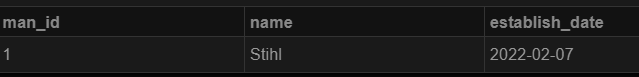 man_id name establish_date
1 Stihl 2022-02-07